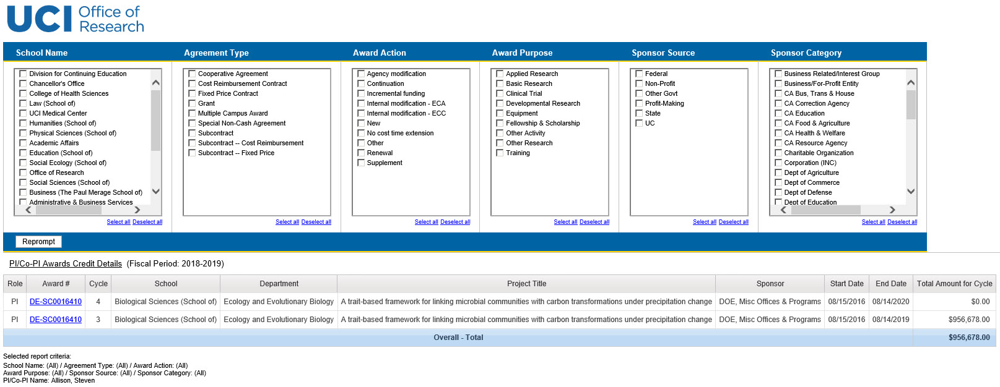 UCI Office of
Research
School Name
Agreement Type
Award Action
Award Purpose
Sponsor Source
Sponsor Category
Division for Continuing Education
Chancellor's Office
College of Health Sciences
Law (School of)
UCI Medical Center
Humanities (School of)
Physical Sciences (School of)
Academic Affairs
Education (School of)
Social Ecology (School of)
Office of Research
Social Sciences (School of)
Business (The Paul Merage School of)
Administrative & Business Services
Select all Deselect all
Cooperative Agreement
Cost Reimbursement Contract
Fixed Price Contract
Grant
Multiple Campus Award
Special Non-Cash Agreement
Subcontract
Subcontract -- Cost Reimbursement
Subcontract -- Fixed Price
Select all Deselect all
Agency modification
Continuation
Incremental funding
Internal modification - ECA
Internal modification - ECC
New
No cost time extension
Other
Renewal
Supplement
Select all Deselect all
Applied Research
Basic Research
Clinical Trial
Developmental Research
Equipment
Fellowship & Scholarship
Other Activity
Other Research
Training
Select all Deselect all
Federal
Non-Profit
Other Govt
Profit-Making
State
UC
Select all Deselect all
Business Related/Interest Group
Business/For-Profit Entity
CA Bus, Trans & House
CA Correction Agency
CA Education
CA Food & Agriculture
CA Health & Welfare
CA Resource Agency
Charitable Organization
Corporation (INC)
Dept of Agriculture
Dept of Commerce
Dept of Defense
Dept of Education
Select all Deselect all
Reprompt
PI/Co-PI Awards Credit Details (Fiscal Period: 2018-2019)
Role Award # Cycle School Department Project Title Sponsor Start Date End Date Total Amount for Cycle
PI DE-SC0016410 4 Biological Sciences (School of) Ecology and Evolutionary Biology A trait-based framework for linking microbial communities with carbon transformations under precipitation change DOE, Misc Offices & Programs 08/15/2016 08/14/2020 $0.00
PI DE-SC0016410 3 Biological Sciences (School of) Ecology and Evolutionary Biology A trait-based framework for linking microbial communities with carbon transformations under precipitation change DOE, Misc Offices & Programs 08/15/2016 08/14/2019 $956,678.00
Overall - Total $956,678.00
Selected report criteria:
School Name: (All) / Agreement Type: (All) / Award Action: (All)
Award Purpose: (All) / Sponsor Source: (All) / Sponsor Category: (All)
PI/Co-PI Name: Allison, Steven